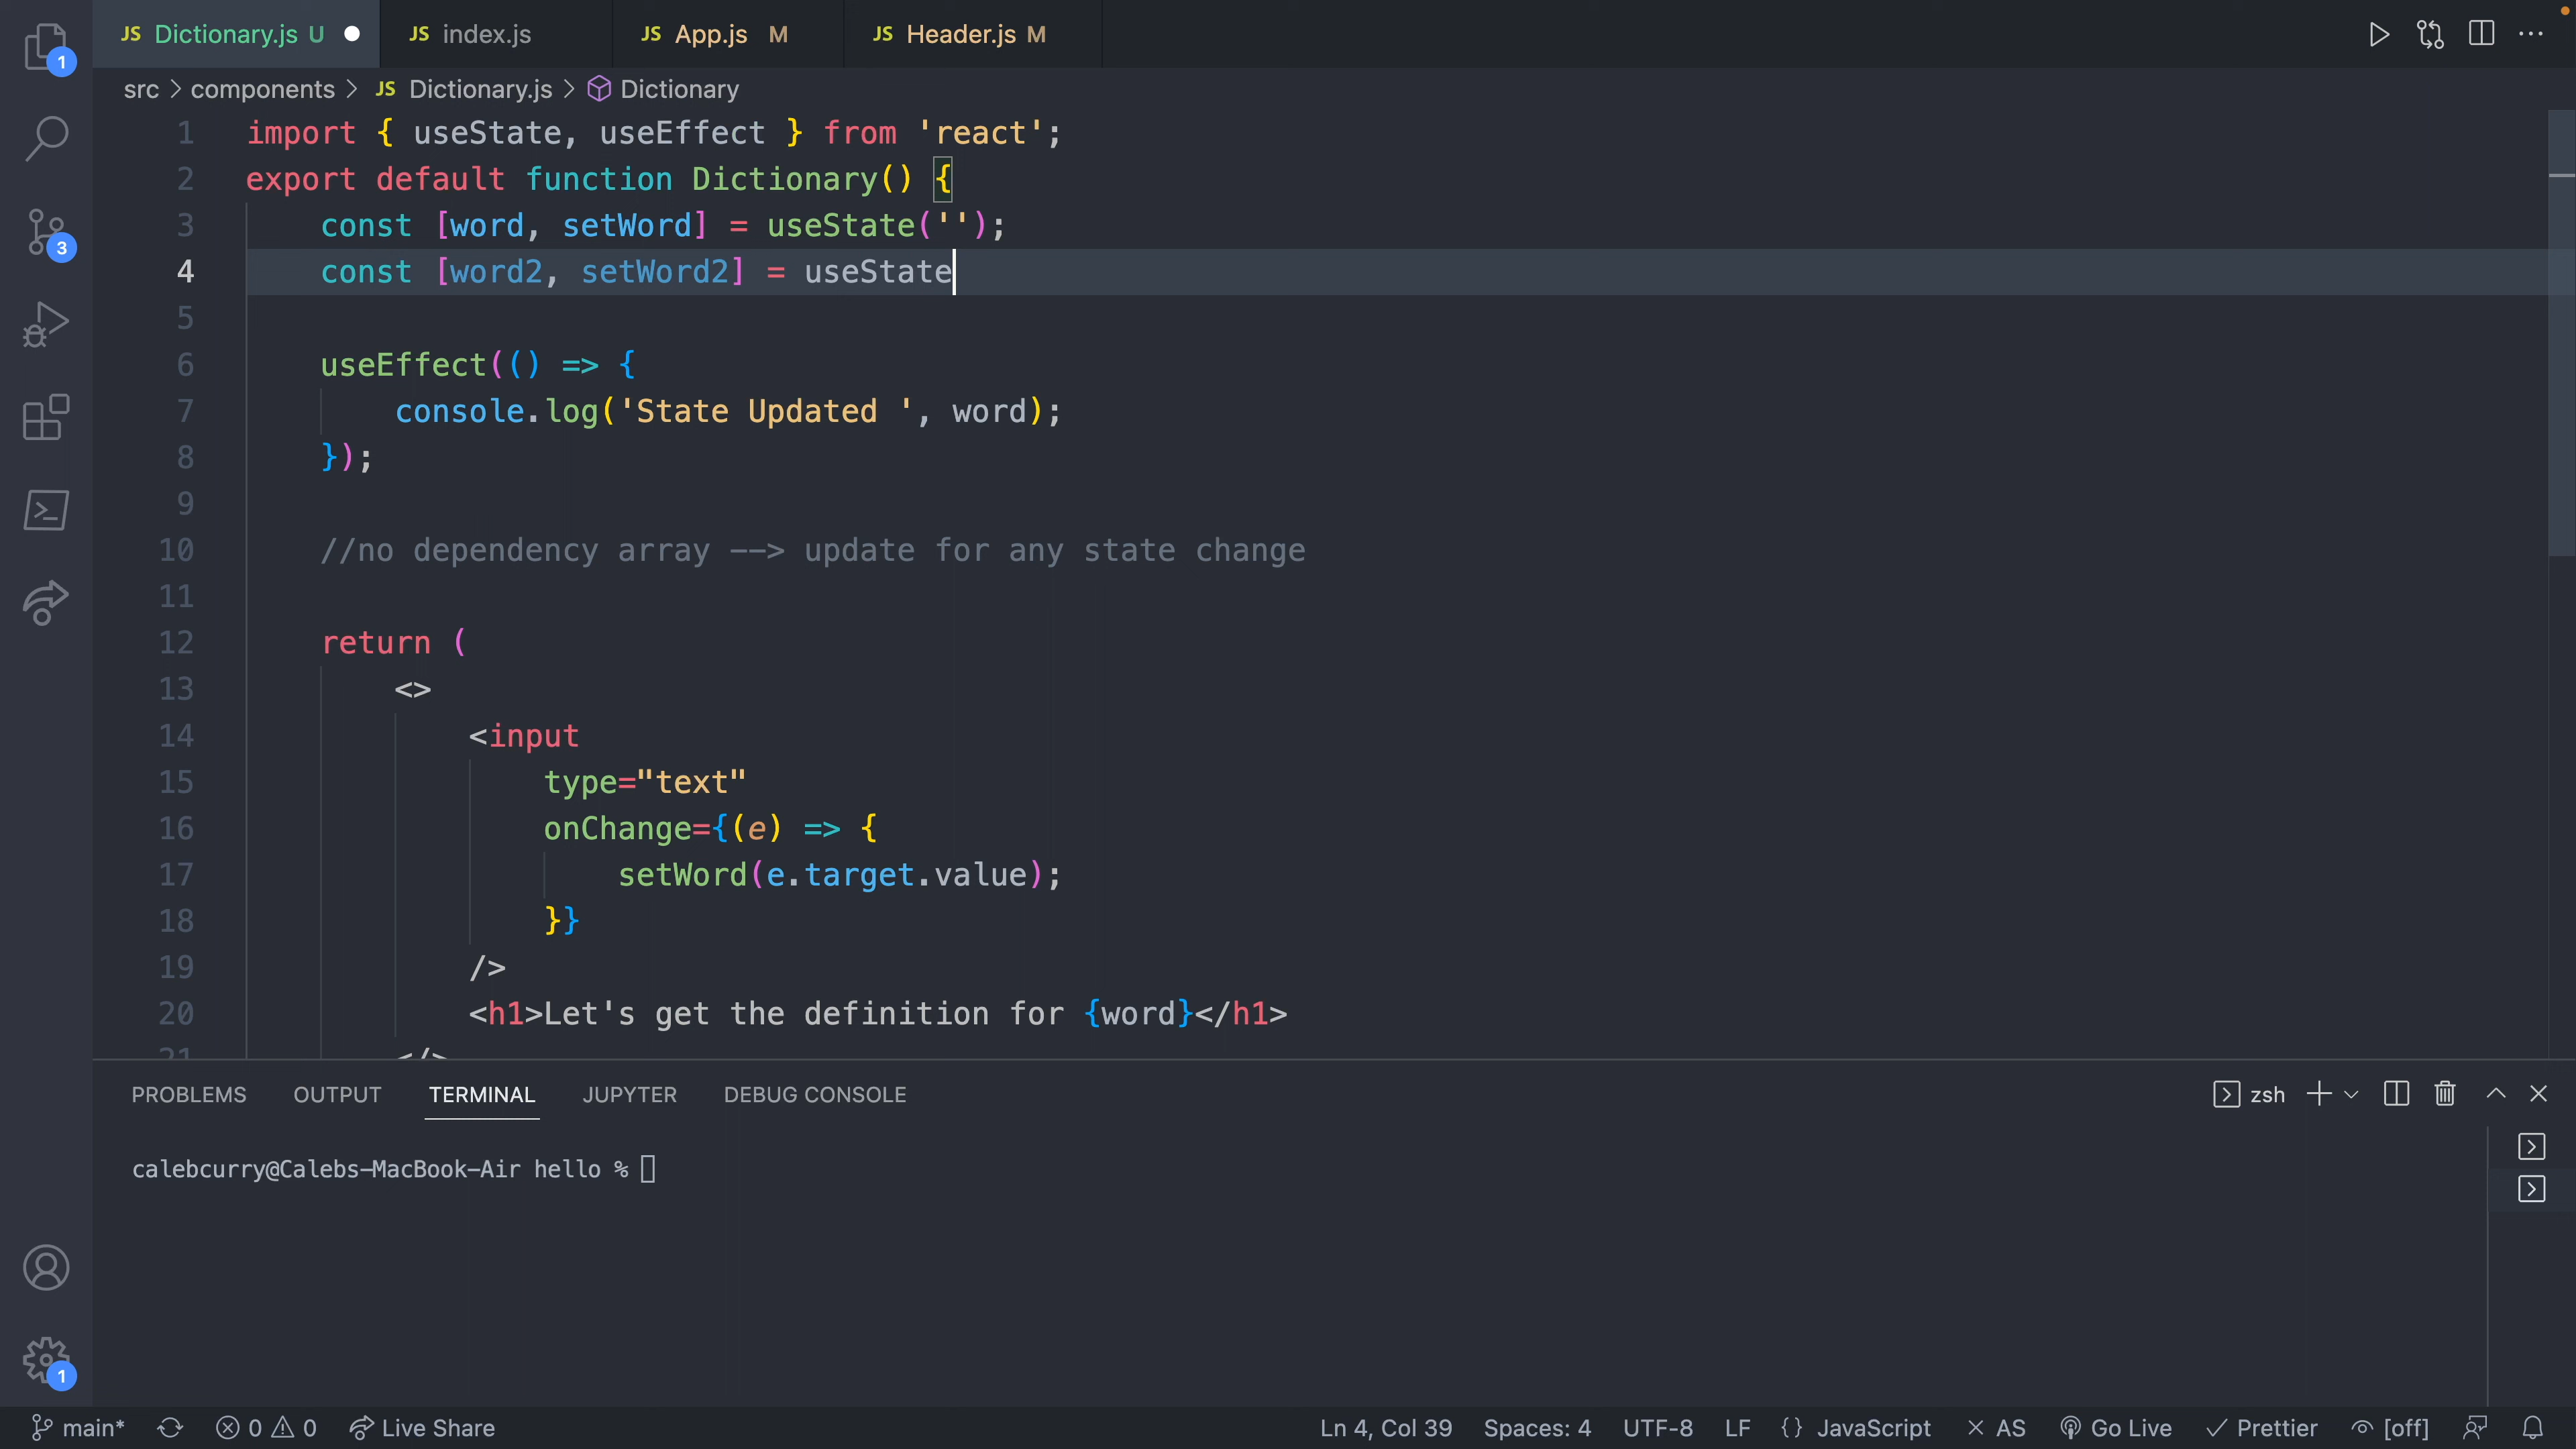 JS Dictionary.js U JS index.js JS App.js M JS Header.js M
1
src > components > JS Dictionary.js > Dictionary
1 import { useState, useEffect } from 'react';
2 export default function Dictionary() {
3 const [word, setWord] = useState('');
4 const [word2, setWord2] = useState
5
6 useEffect(() => {
7 console.log('State Updated ', word);
8 });
9
10 //no dependency array --> update for any state change
11
12 return (
13 <>
14 <input
15 type="text"
16 onChange={(e) => {
17 setWord(e.target.value);
18 }}
19 />
20 <h1>Let's get the definition for {word}</h1>
21 </>
3
PROBLEMS OUTPUT TERMINAL JUPYTER DEBUG CONSOLE zsh
calebcurry@Calebs-MacBook-Air hello %
1
main* 0 0 Live Share Ln 4, Col 39 Spaces: 4 UTF-8 LF {} JavaScript × AS Go Live ✓ Prettier [off]